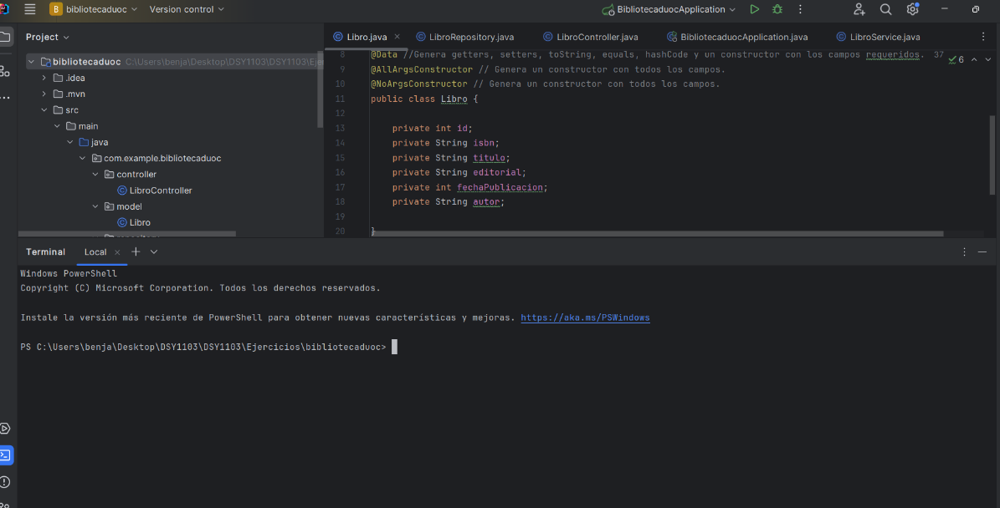 B bibliotecaduoc Version control BibliotecaduocApplication
Project
Libro.java LibroRepository.java LibroController.java BibliotecaduocApplication.java LibroService.java
bibliotecaduoc C:\Users\benja\Desktop\DSY1103\DSY1103\Eje
.idea
.mvn
src
main
java
com.example.bibliotecaduoc
controller
LibroController
model
Libro
8 @Data //Genera getters, setters, toString, equals, hashCode y un constructor con los campos requeridos. 37
6
9 @AllArgsConstructor // Genera un constructor con todos los campos.
10 @NoArgsConstructor // Genera un constructor con todos los campos.
11 public class Libro {
12
13 private int id;
14 private String isbn;
15 private String titulo;
16 private String editorial;
17 private int fechaPublicacion;
18 private String autor;
19
20 }
Terminal Local
Windows PowerShell
Copyright (C) Microsoft Corporation. Todos los derechos reservados.
Instale la versión más reciente de PowerShell para obtener nuevas características y mejoras. https://aka.ms/PSWindows
PS C:\Users\benja\Desktop\DSY1103\DSY1103\Ejercicios\bibliotecaduoc>